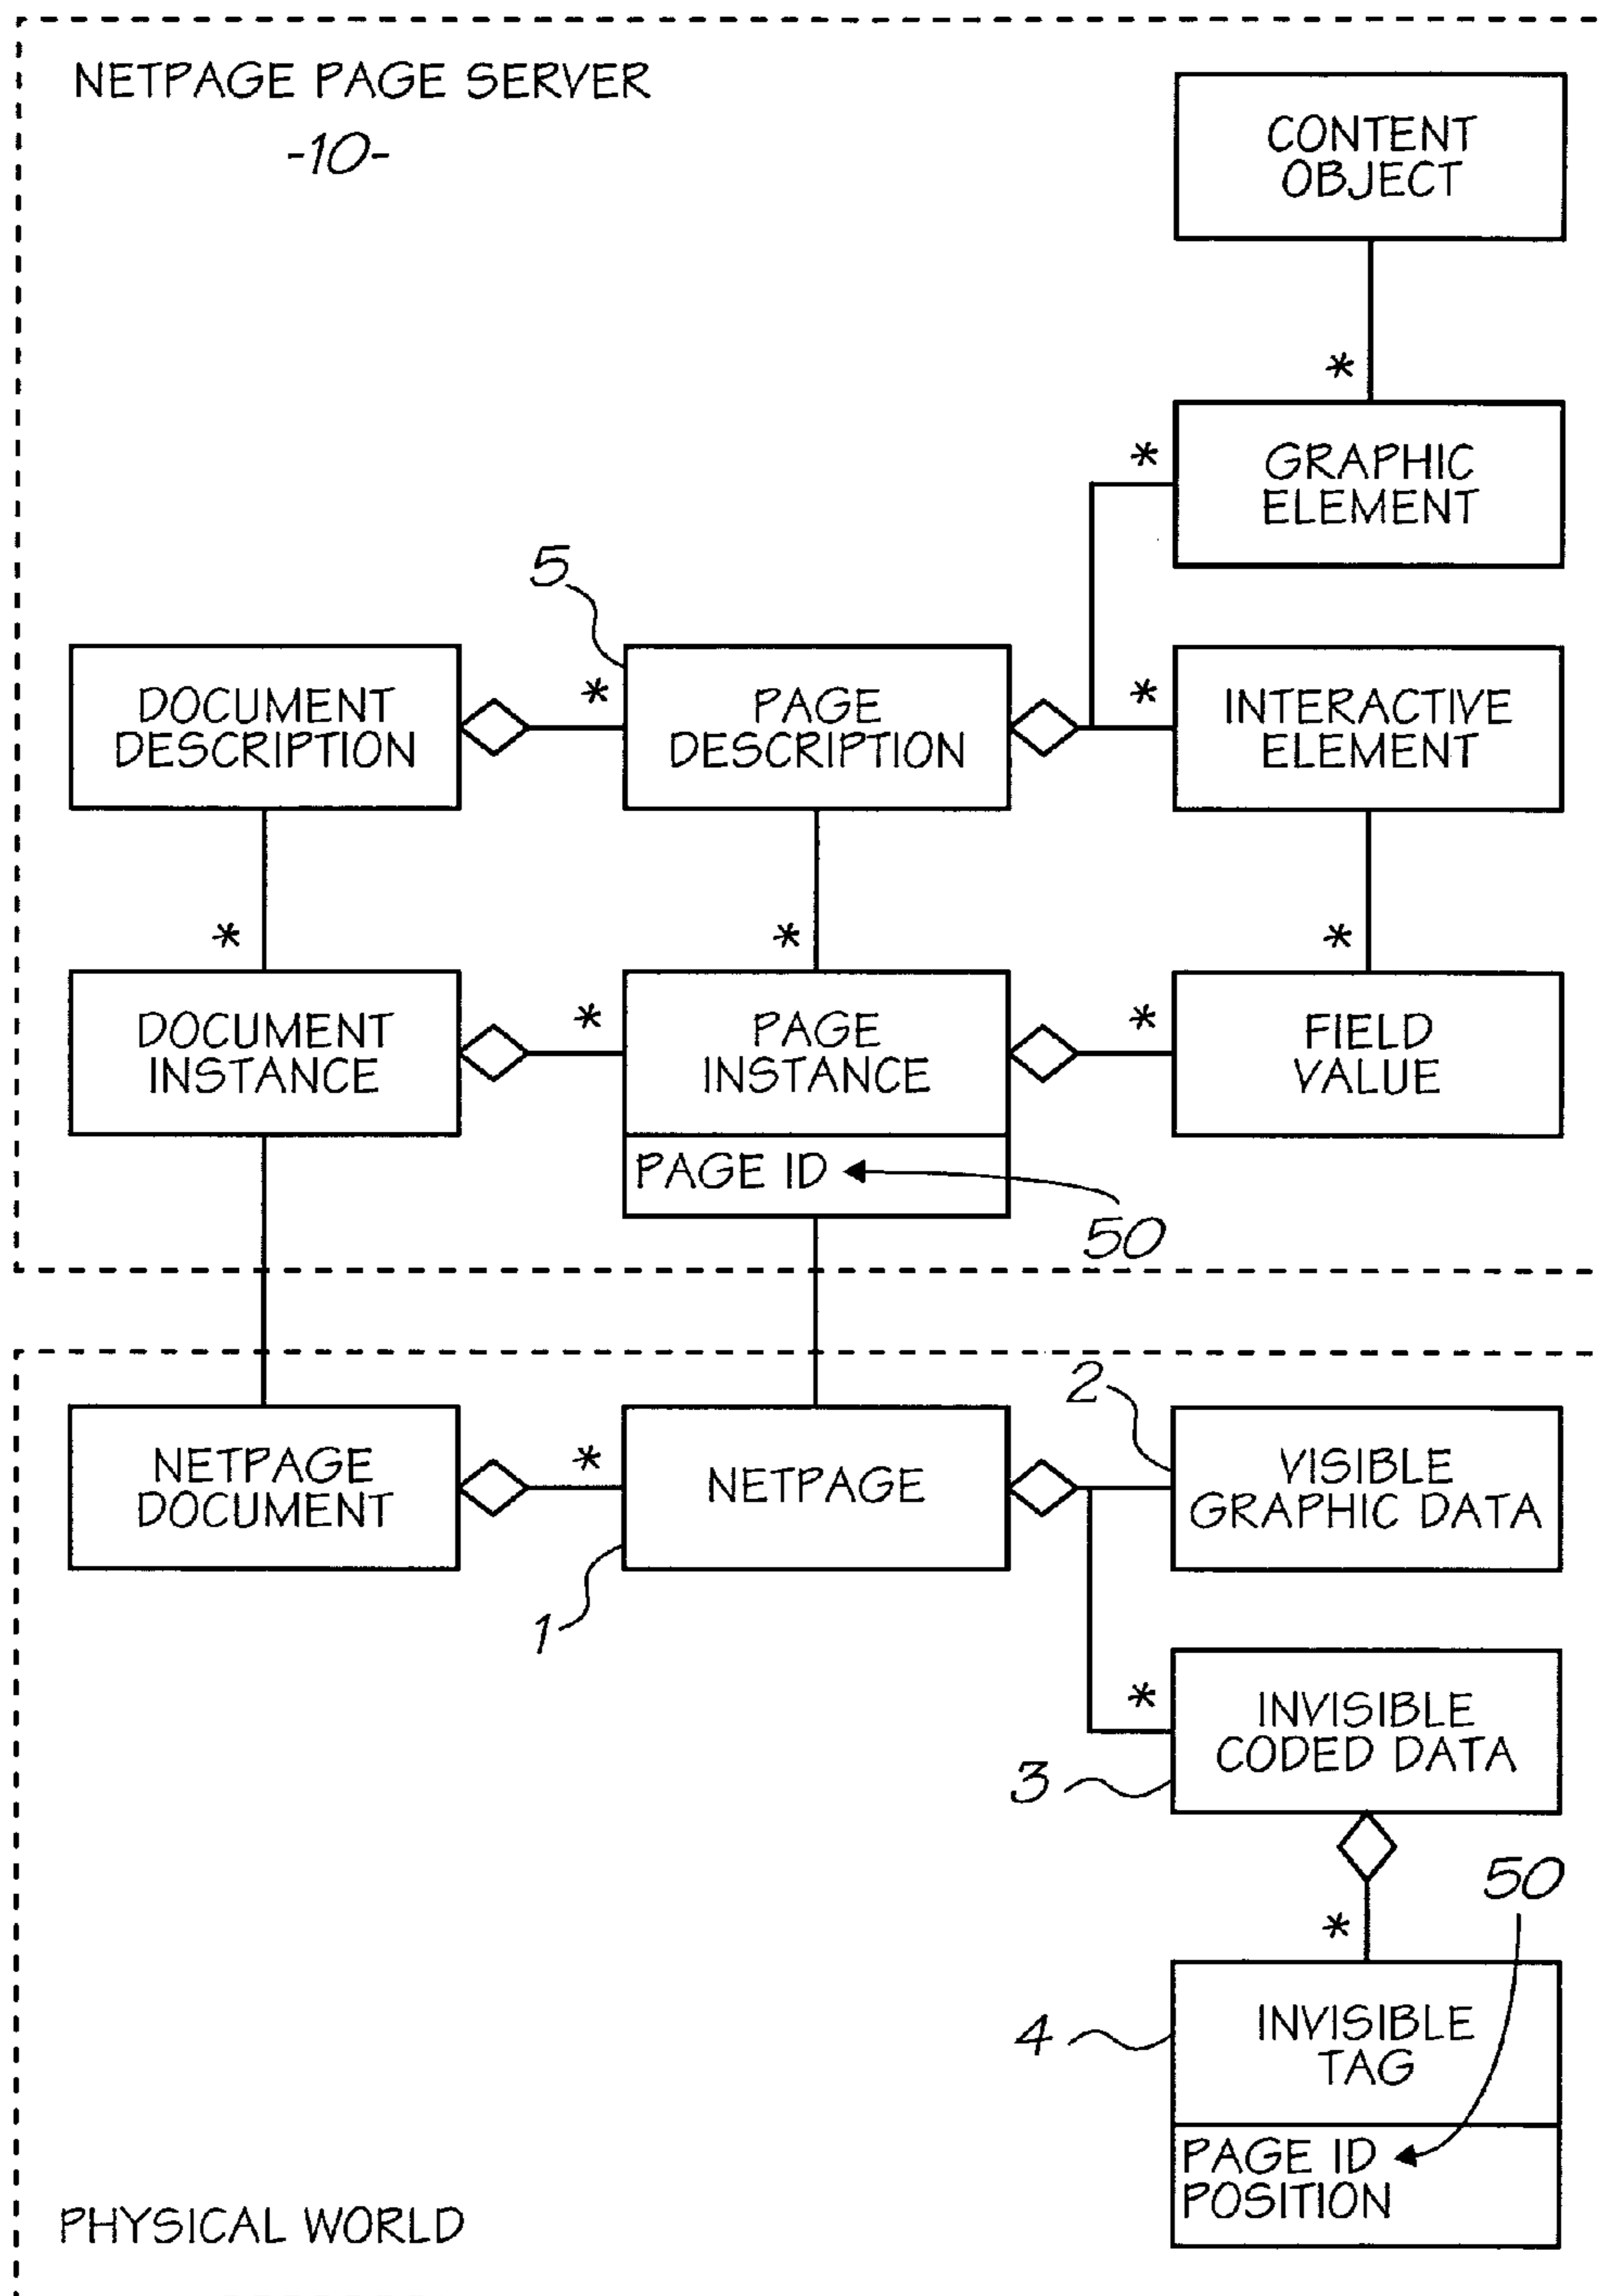 NETPAGE PAGE SERVER
-10-
CONTENT
OBJECT
*
*
GRAPHIC
ELEMENT
5
DOCUMENT
DESCRIPTION
*
PAGE
DESCRIPTION
*
INTERACTIVE
ELEMENT
*
*
*
DOCUMENT
INSTANCE
*
PAGE
INSTANCE
*
FIELD
VALUE
PAGE ID
50
NETPAGE
DOCUMENT
*
NETPAGE
1
2
VISIBLE
GRAPHIC DATA
*
INVISIBLE
CODED DATA
3
50
*
4
INVISIBLE
TAG
PAGE ID
POSITION
PHYSICAL WORLD